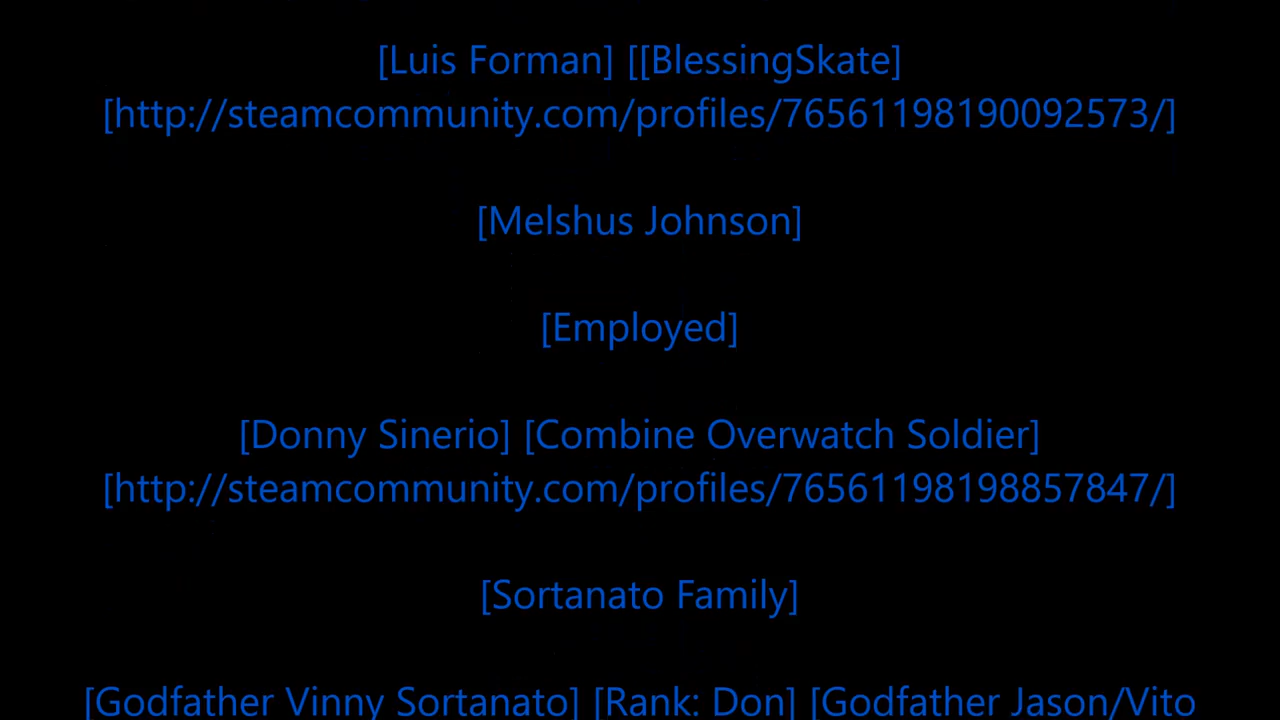 [Luis Forman] [[BlessingSkate]
[http://steamcommunity.com/profiles/76561198190092573/]
[Melshus Johnson]
[Employed]
[Donny Sinerio] [Combine Overwatch Soldier]
[http://steamcommunity.com/profiles/76561198198857847/]
[Sortanato Family]
[Godfather Vinny Sortanato] [Rank: Don] [Godfather Jason/Vito